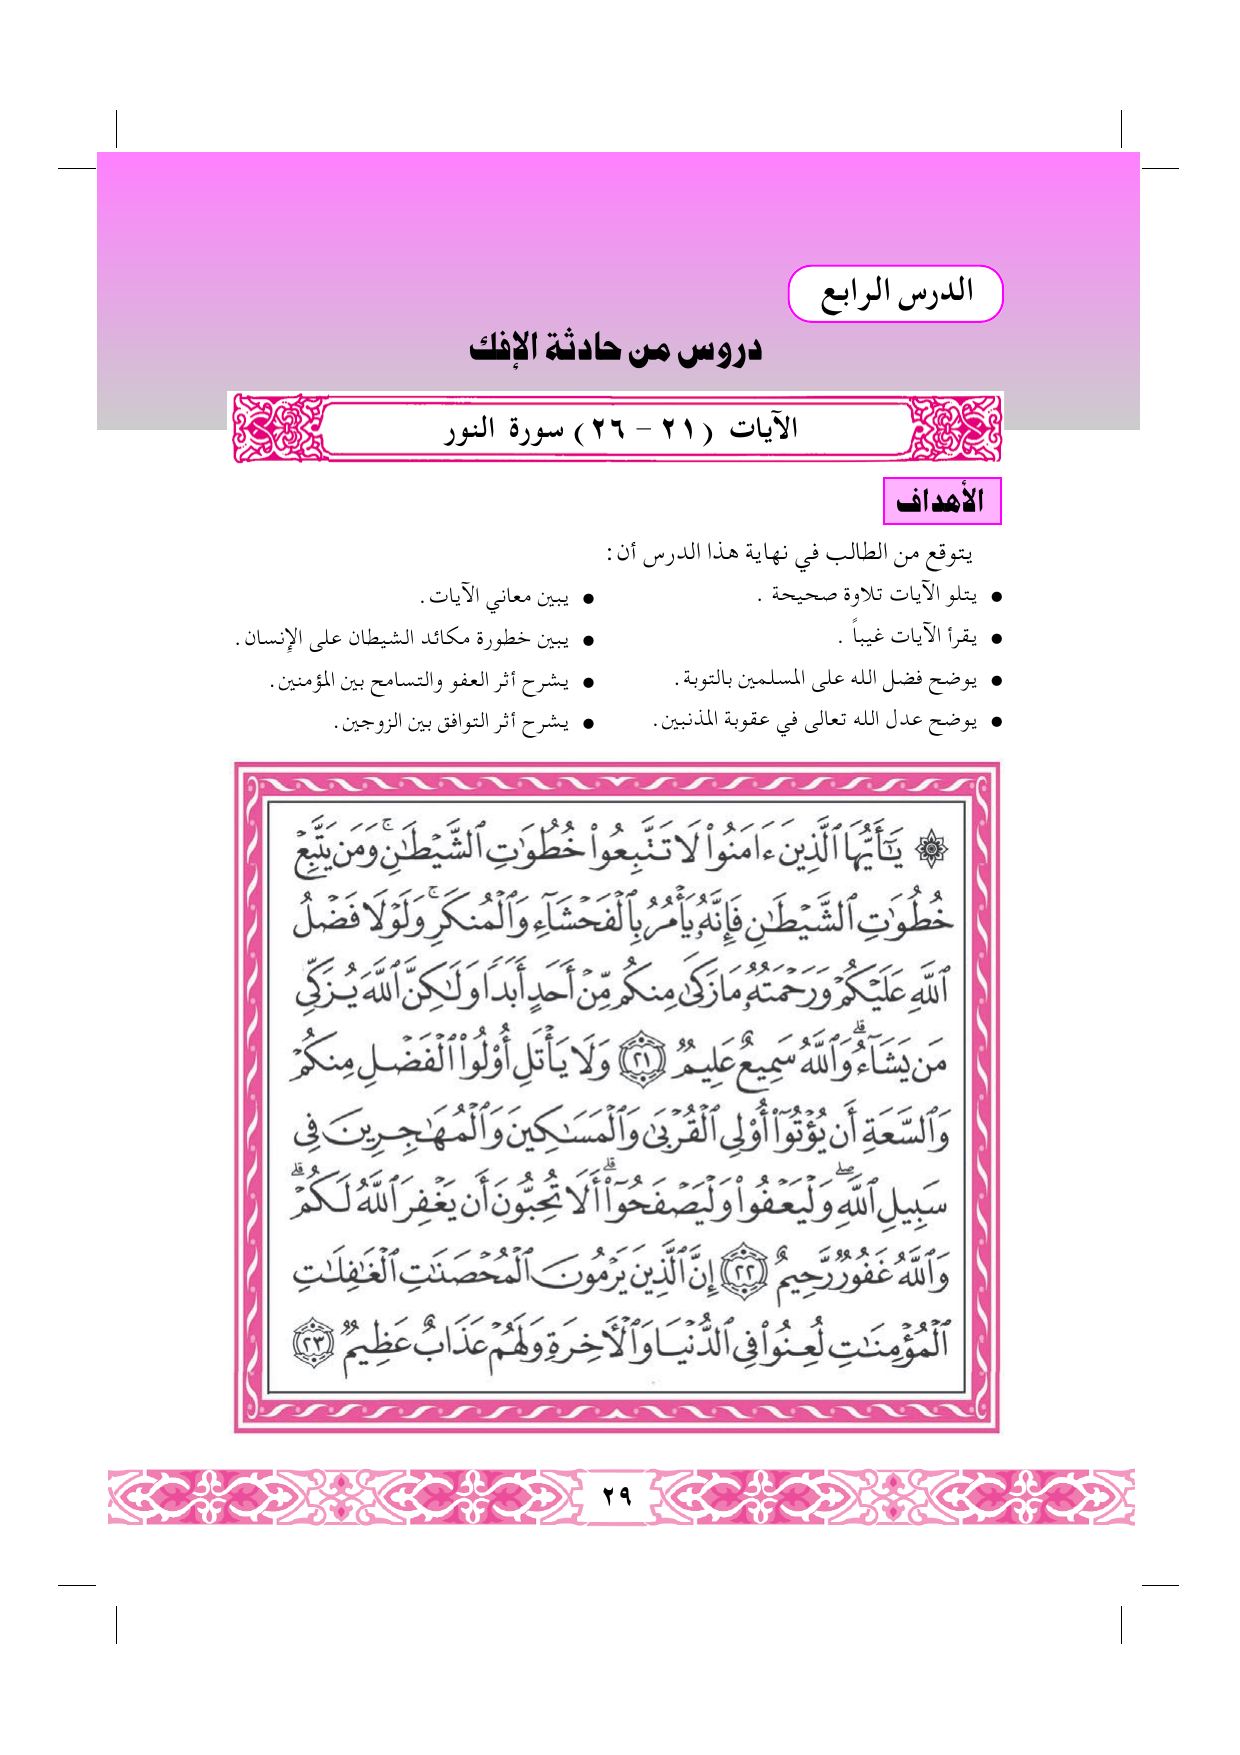 الدرس الرابع
دروس من حادثة الإفك
الآيات (٢١ - ٢٦) سورة النور
الأهداف
يتوقع من الطالب في نهاية هذا الدرس أن:
● يتلو الآيات تلاوة صحيحة .
● يقرأ الآيات غيباً .
● يوضح فضل الله على المسلمين بالتوبة.
● يوضح عدل الله تعالى في عقوبة المذنبين.
● يبين معاني الآيات.
● يبين خطورة مكائد الشيطان على الإنسان.
● يشرح أثر العفو والتسامح بين المؤمنين.
● يشرح أثر التوافق بين الزوجين.
۞ يَٰٓأَيُّهَا ٱلَّذِينَ ءَامَنُوا۟ لَا تَتَّبِعُوا۟ خُطُوَٰتِ ٱلشَّيْطَٰنِ ۚ وَمَن يَتَّبِعْ
خُطُوَٰتِ ٱلشَّيْطَٰنِ فَإِنَّهُۥ يَأْمُرُ بِٱلْفَحْشَآءِ وَٱلْمُنكَرِ ۚ وَلَوْلَا فَضْلُ
ٱللَّهِ عَلَيْكُمْ وَرَحْمَتُهُۥ مَا زَكَىٰ مِنكُم مِّنْ أَحَدٍ أَبَدًا وَلَٰكِنَّ ٱللَّهَ يُزَكِّى
مَن يَشَآءُ ۗ وَٱللَّهُ سَمِيعٌ عَلِيمٌ ٢١ وَلَا يَأْتَلِ أُو۟لُوا۟ ٱلْفَضْلِ مِنكُمْ
وَٱلسَّعَةِ أَن يُؤْتُوٓا۟ أُو۟لِى ٱلْقُرْبَىٰ وَٱلْمَسَٰكِينَ وَٱلْمُهَٰجِرِينَ فِى
سَبِيلِ ٱللَّهِ ۖ وَلْيَعْفُوا۟ وَلْيَصْفَحُوٓا۟ ۗ أَلَا تُحِبُّونَ أَن يَغْفِرَ ٱللَّهُ لَكُمْ ۗ
وَٱللَّهُ غَفُورٌ رَّحِيمٌ ٢٢ إِنَّ ٱلَّذِينَ يَرْمُونَ ٱلْمُحْصَنَٰتِ ٱلْغَٰفِلَٰتِ
ٱلْمُؤْمِنَٰتِ لُعِنُوا۟ فِى ٱلدُّنْيَا وَٱلْءَاخِرَةِ وَلَهُمْ عَذَابٌ عَظِيمٌ ٢٣
٢٩